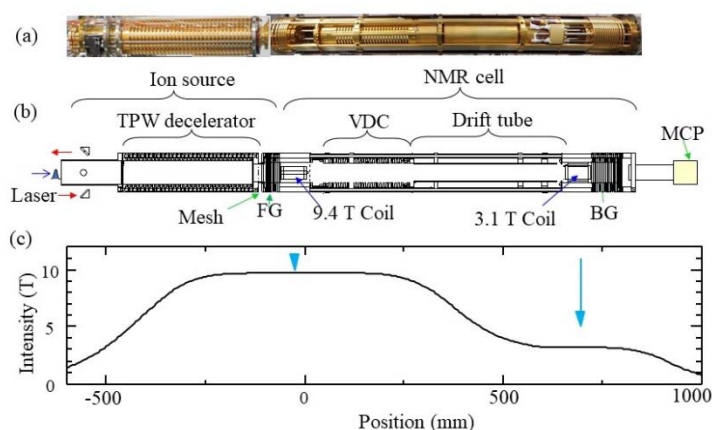 (a)
Ion source
NMR cell
(b)
TPW decelerator
VDC
Drift tube
MCP
Laser
Mesh
FG
9.4 T Coil
3.1 T Coil
BG
(c)
Intensity (T)
10
5
0
-500
0
500
1000
Position (mm)